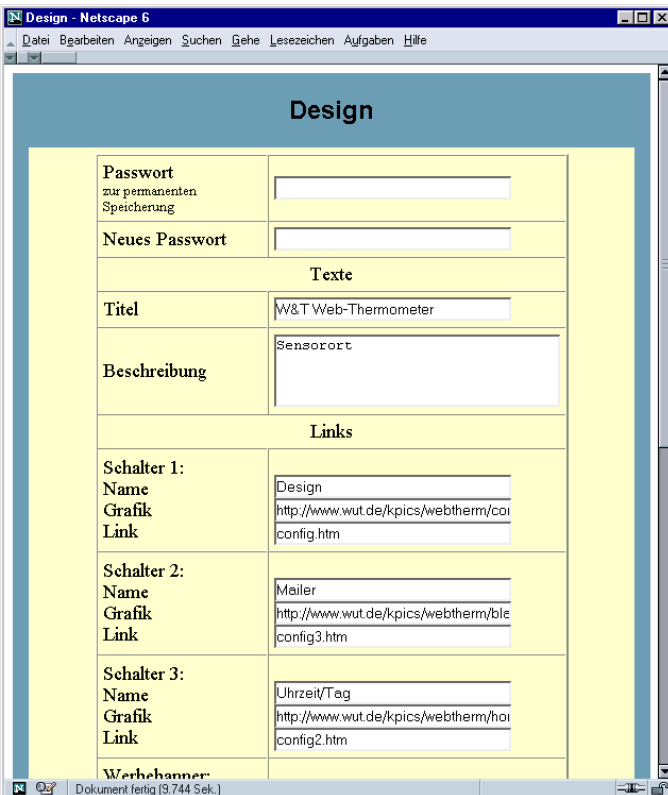 Design - Netscape 6
Datei Bearbeiten Anzeigen Suchen Gehe Lesezeichen Aufgaben Hilfe
Design
Passwort
zur permanenten
Speicherung
Neues Passwort
Texte
Titel W&T Web-Thermometer
Beschreibung Sensorort
Links
Schalter 1:
Name Design
Grafik http://www.wut.de/kpics/webtherm/co
Link config.htm
Schalter 2:
Name Mailer
Grafik http://www.wut.de/kpics/webtherm/ble
Link config3.htm
Schalter 3:
Name Uhrzeit/Tag
Grafik http://www.wut.de/kpics/webtherm/ho
Link config2.htm
Werbebanner:
Dokument fertig (9.744 Sek.)